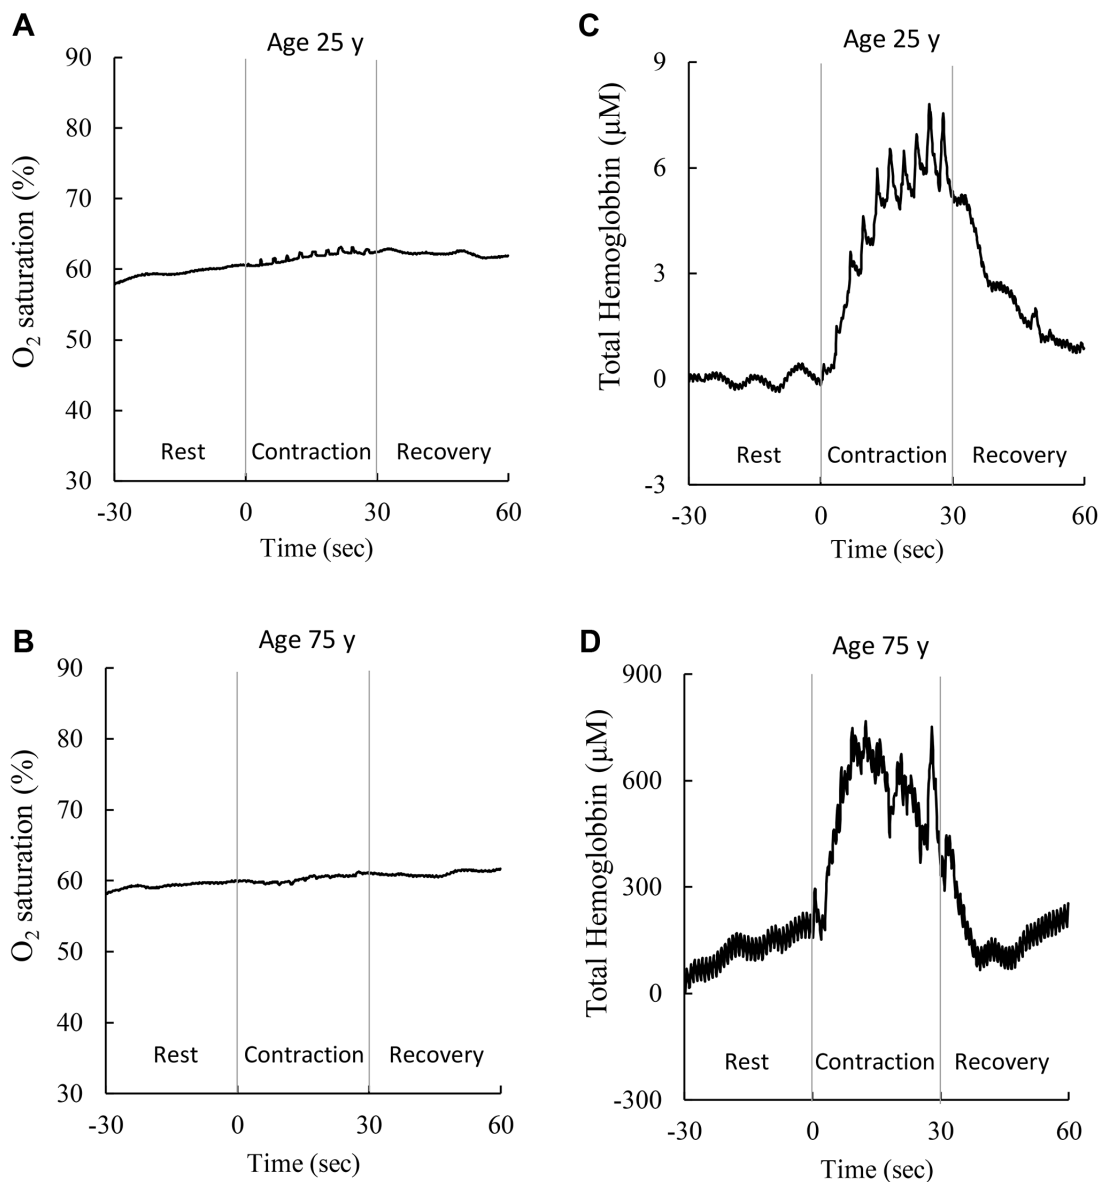 A
Age 25 y
90
80
70
60
50
40
30
O2 saturation (%)
Rest
Contraction
Recovery
-30
0
30
60
Time (sec)
C
Age 25 y
9
6
3
0
-3
Total Hemoglobbin (μM)
Rest
Contraction
Recovery
-30
0
30
60
Time (sec)
B
Age 75 y
90
80
70
60
50
40
30
O2 saturation (%)
Rest
Contraction
Recovery
-30
0
30
60
Time (sec)
D
Age 75 y
900
600
300
0
-300
Total Hemoglobbin (μM)
Rest
Contraction
Recovery
-30
0
30
60
Time (sec)